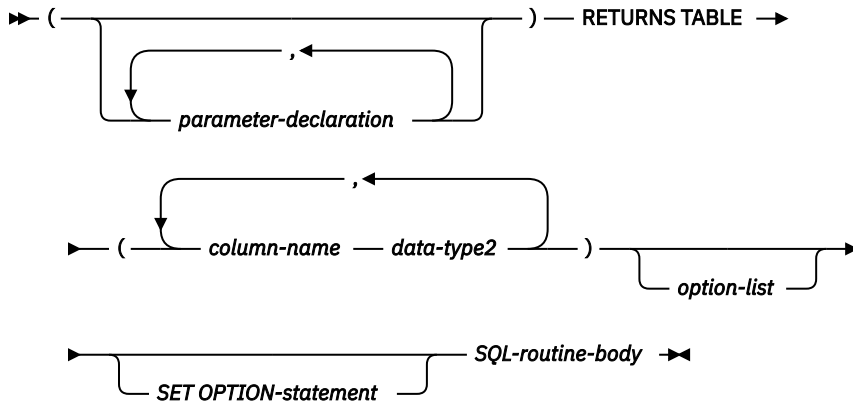 ( ) RETURNS TABLE
,
parameter-declaration
,
( column-name data-type2 )
option-list
SQL-routine-body
SET OPTION-statement